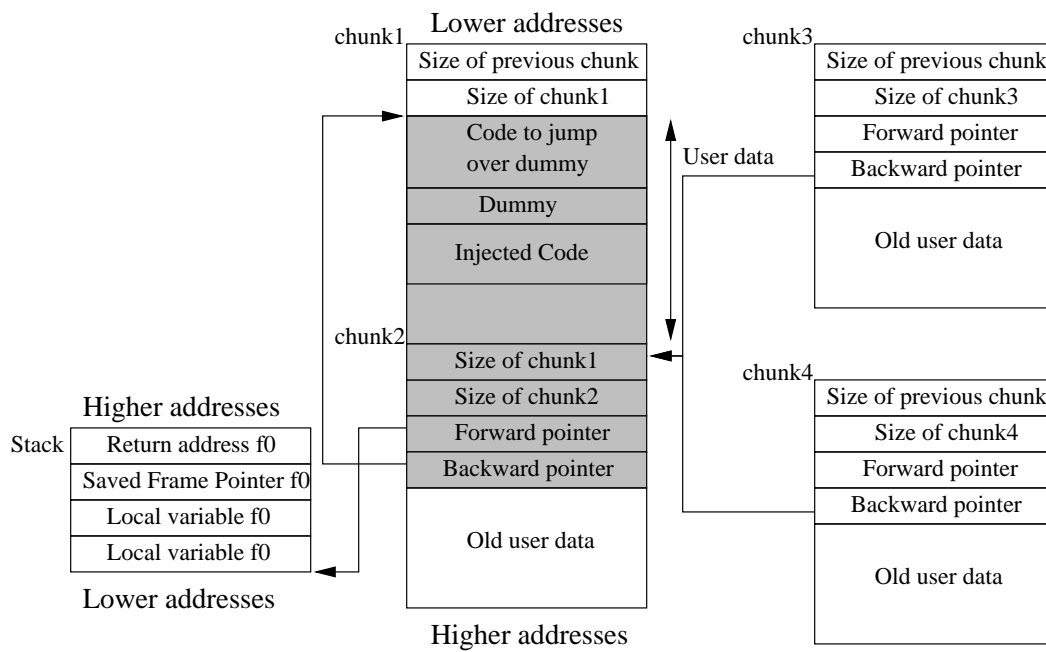 Lower addresses
chunk1
Size of previous chunk
Size of chunk1
Code to jump
over dummy
Dummy
Injected Code
User data
chunk2
Size of chunk1
Size of chunk2
Forward pointer
Backward pointer
Old user data
Higher addresses
Higher addresses
Stack
Return address f0
Saved Frame Pointer f0
Local variable f0
Local variable f0
Lower addresses
chunk3
Size of previous chunk
Size of chunk3
Forward pointer
Backward pointer
Old user data
chunk4
Size of previous chunk
Size of chunk4
Forward pointer
Backward pointer
Old user data